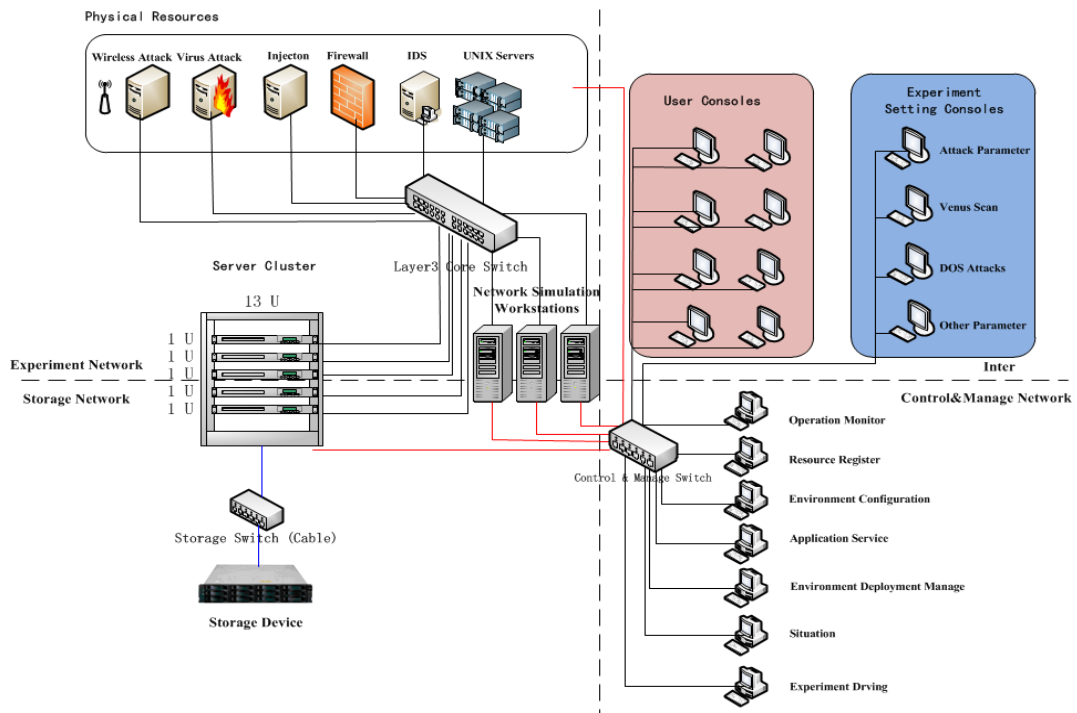 Physical Resources
Wireless Attack
Virus Attack
Injecton
Firewall
IDS
UNIX Servers
User Consoles
Experiment
Setting Consoles
Attack Parameter
Venus Scan
DOS Attacks
Other Parameter
Layer3 Core Switch
Server Cluster
13 U
1 U
1 U
1 U
1 U
1 U
Network Simulation
Workstations
Experiment Network
Storage Network
Inter
Control&Manage Network
Control & Manage Switch
Operation Monitor
Resource Register
Environment Configuration
Application Service
Environment Deployment Manage
Situation
Experiment Drving
Storage Switch (Cable)
Storage Device